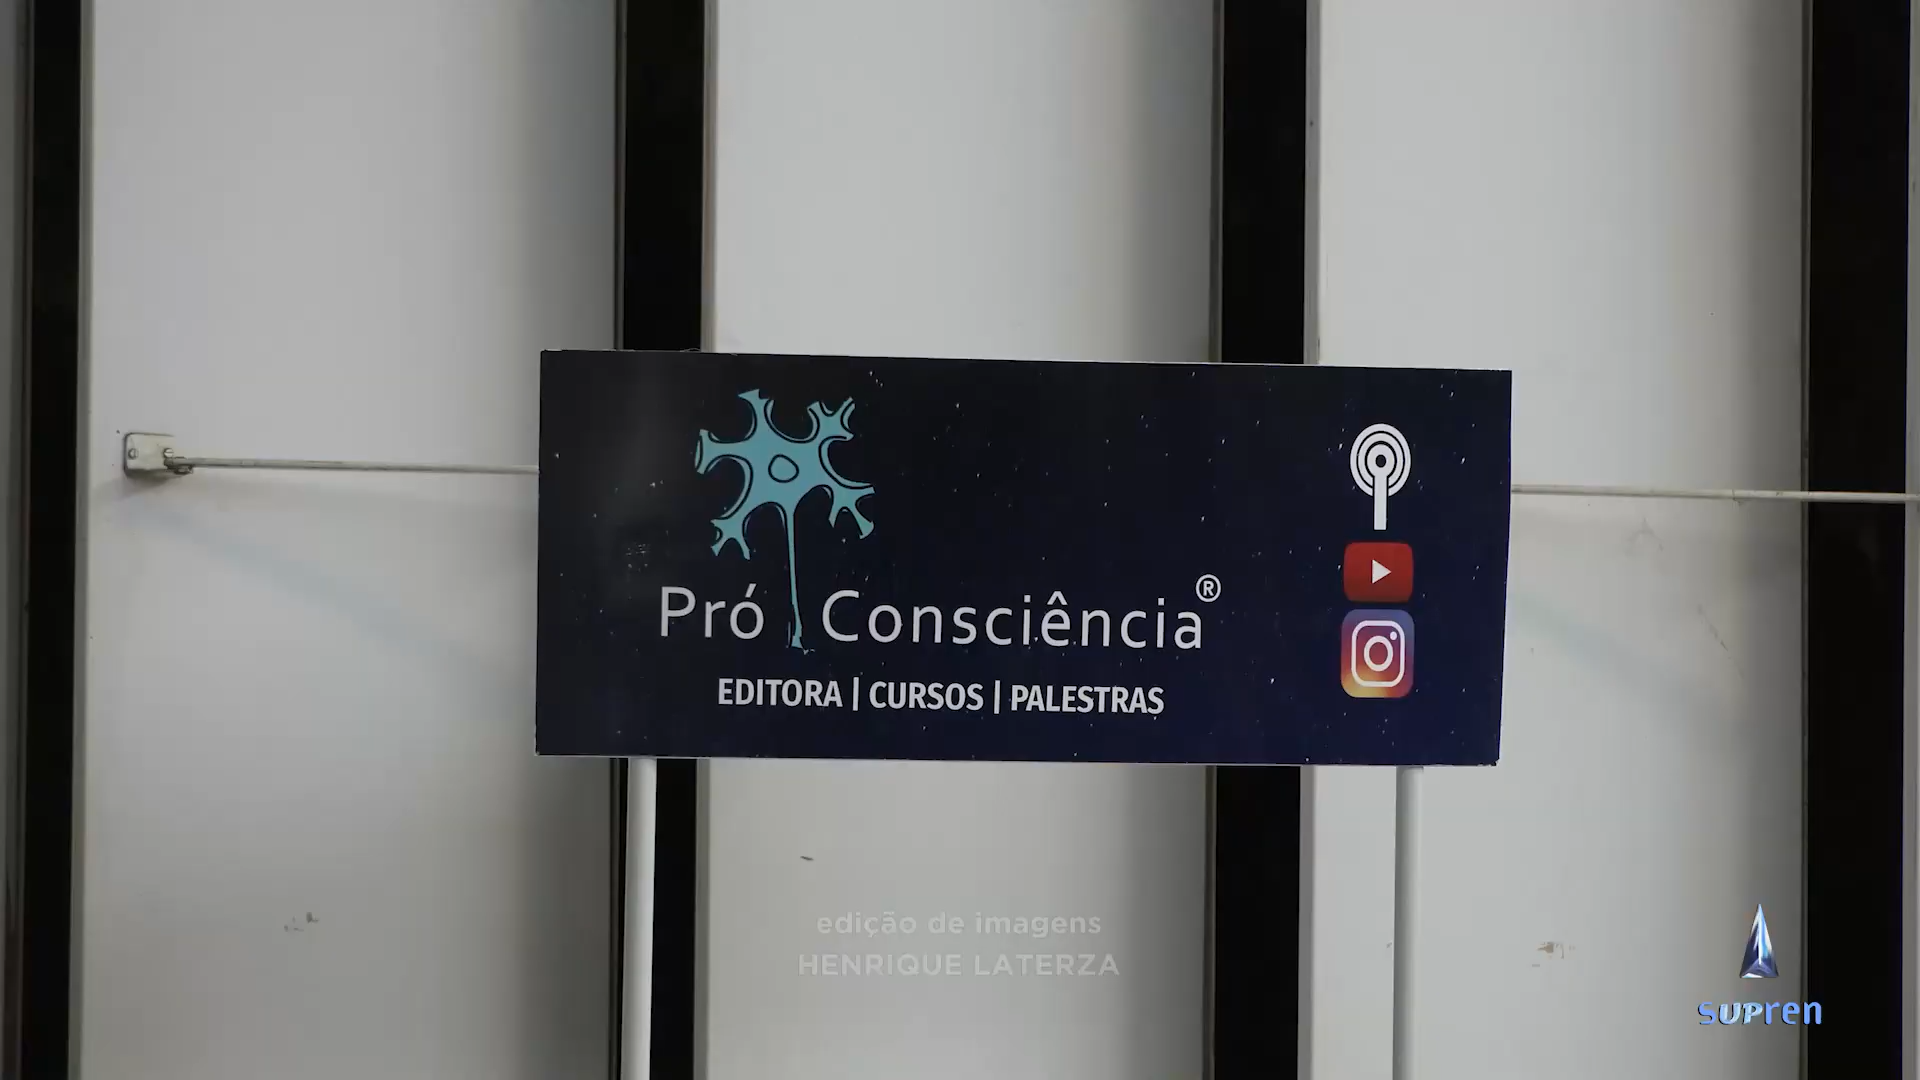 Pró Consciência®
EDITORA | CURSOS | PALESTRAS
edição de imagens
HENRIQUE LATERZA
supren